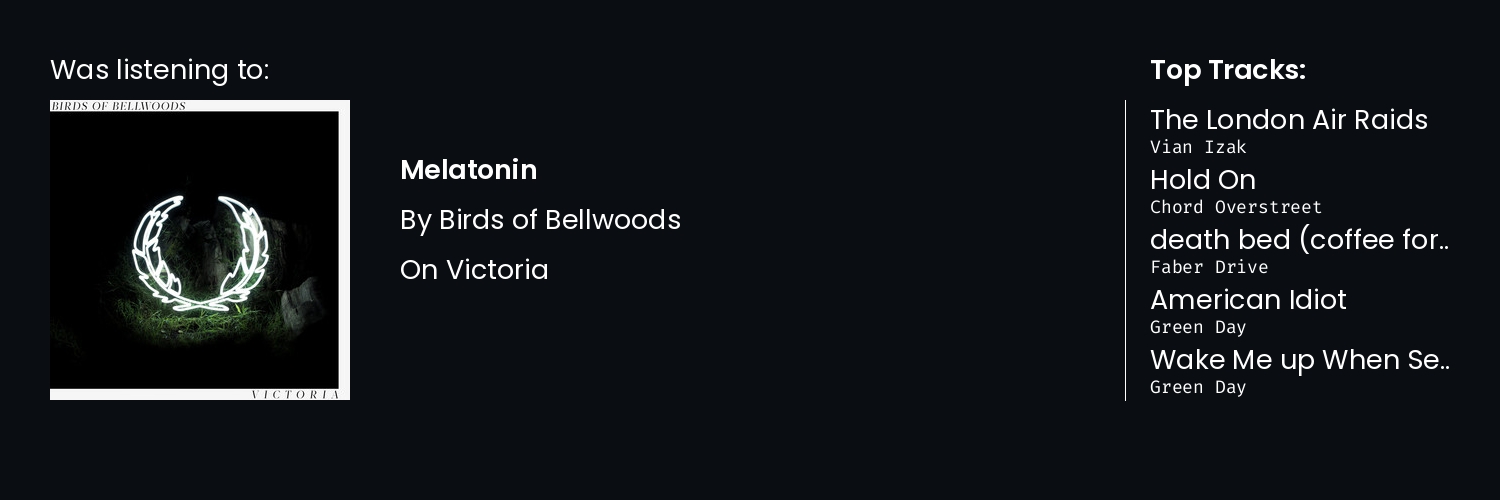 Was listening to:
BIRDS OF BELLWOODS
VICTORIA
Melatonin
By Birds of Bellwoods
On Victoria
Top Tracks:
The London Air Raids
Vian Izak
Hold On
Chord Overstreet
death bed (coffee for..
Faber Drive
American Idiot
Green Day
Wake Me up When Se..
Green Day